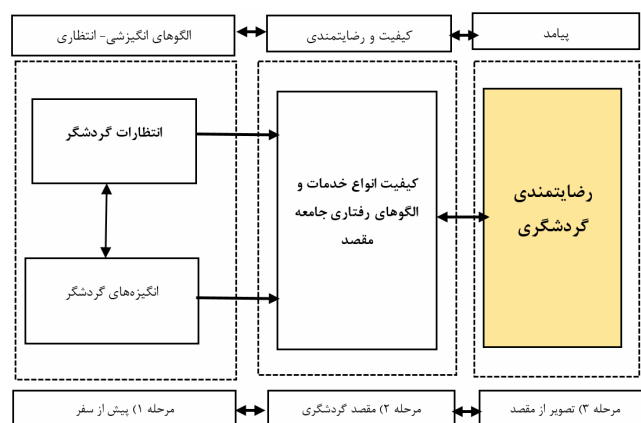 الگوهای انگیزشی- انتظاری
کیفیت و رضایتمندی
پیامد
انتظارات گردشگر
انگیزه‌های گردشگر
کیفیت انواع خدمات و
الگوهای رفتاری جامعه
مقصد
رضایتمندی
گردشگری
مرحله ۱) پیش از سفر
مرحله ۲) مقصد گردشگری
مرحله ۳) تصویر از مقصد